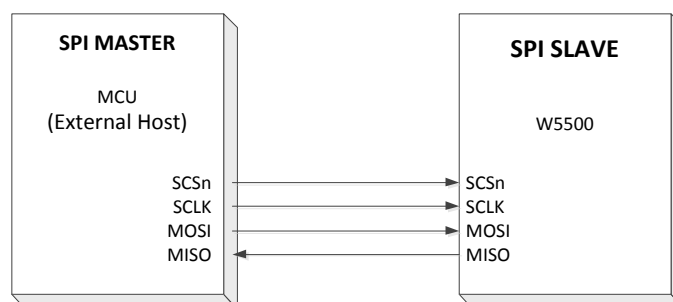 SPI MASTER
MCU
(External Host)
SCSn
SCLK
MOSI
MISO
SPI SLAVE
W5500
SCSn
SCLK
MOSI
MISO